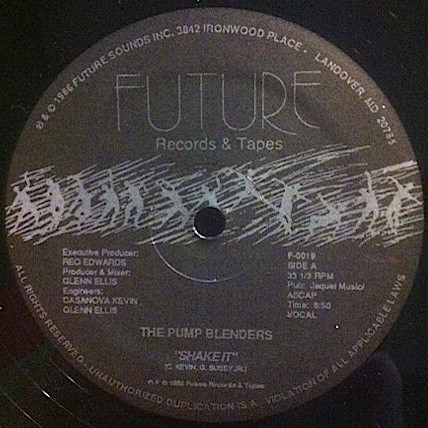 ℗ & © 1986 FUTURE SOUNDS INC. 3842 IRONWOOD PLACE · LANDOVER, MD 20785
FUTURE
Records & Tapes
Executive Producer:
REO EDWARDS
Producer & Mixer:
GLENN ELLIS
Engineers:
CASANOVA KEVIN
GLENN ELLIS
F-0019
SIDE A
33 1/3 RPM
Pub: Jaquel Music/
ASCAP
Time: 6:50
VOCAL
THE PUMP BLENDERS
"SHAKE IT"
(C. KEVIN, G. BUSEY JR.)
℗ © 1986 Future Records & Tapes
ALL RIGHTS RESERVED. UNAUTHORIZED DUPLICATION IS A VIOLATION OF ALL APPLICABLE LAWS